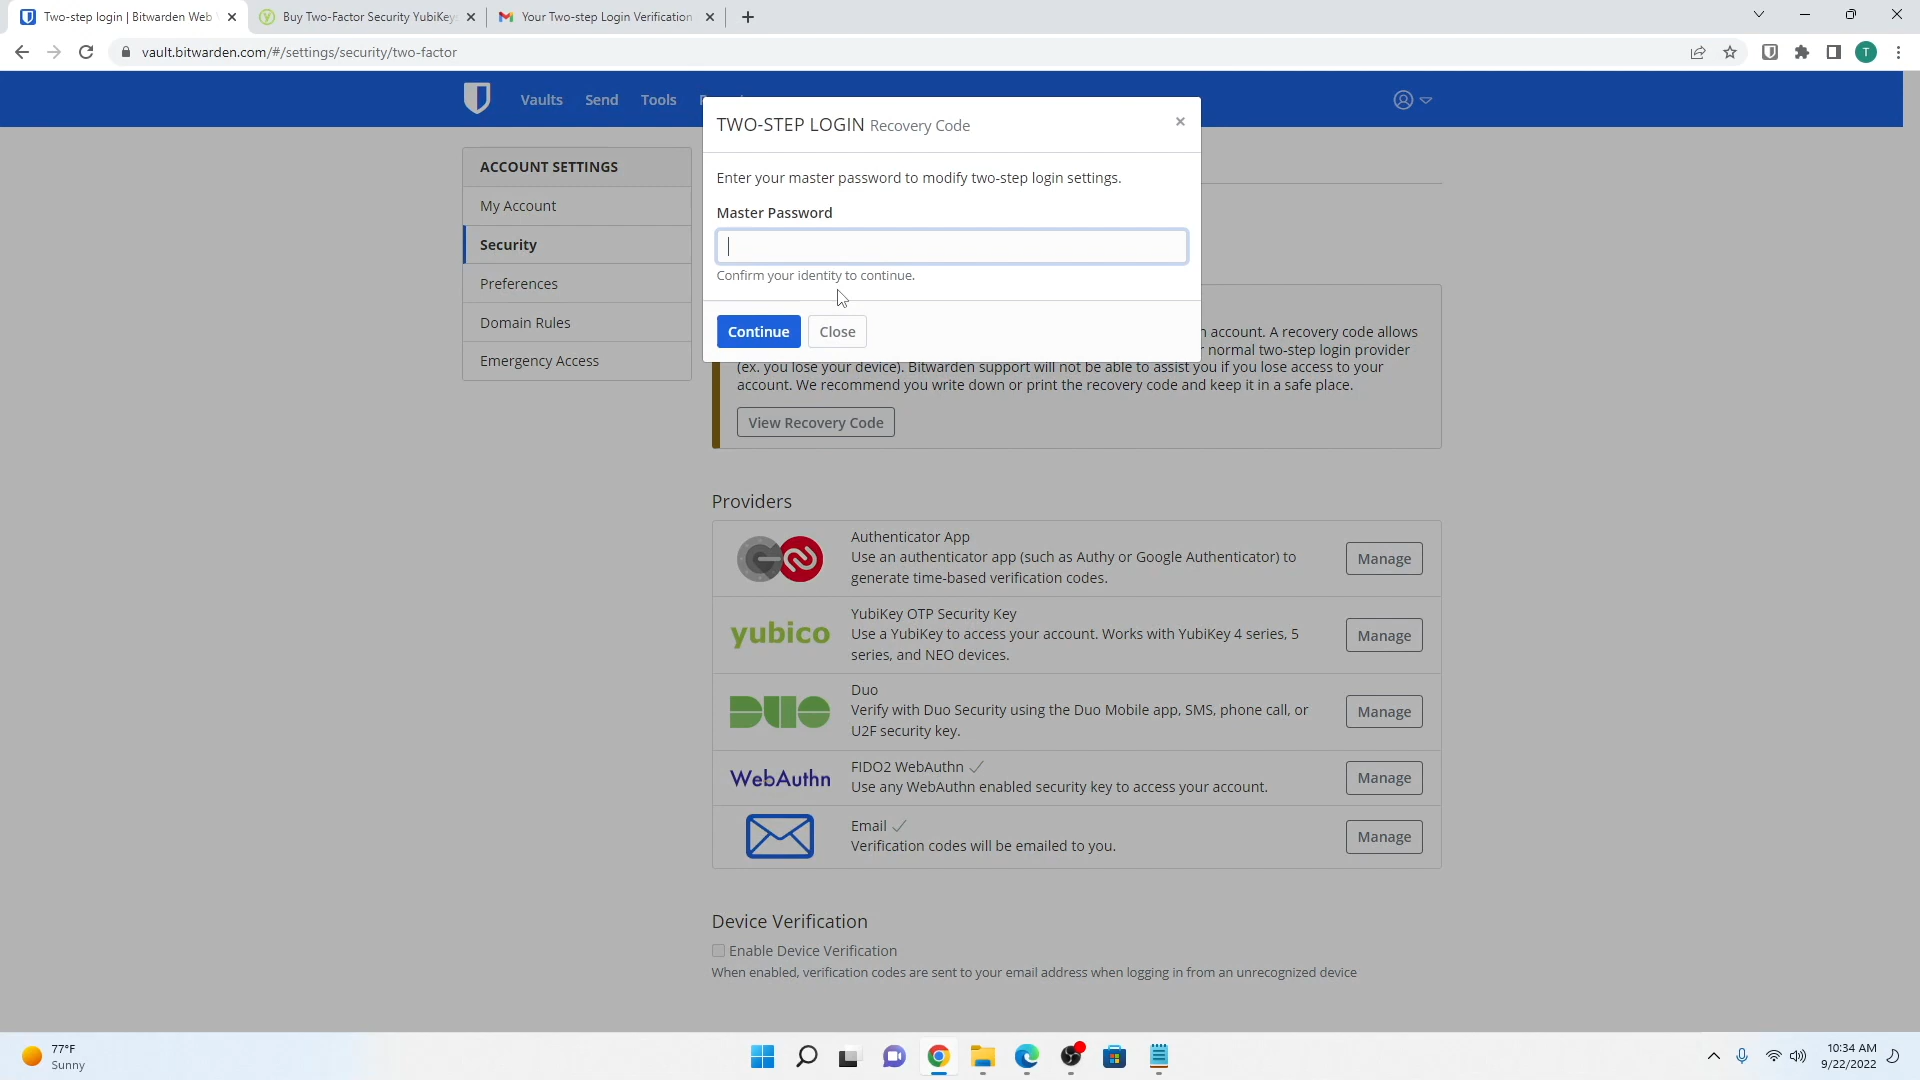 Two-step login | Bitwarden Web
Buy Two-Factor Security YubiKeys
Your Two-step Login Verification
vault.bitwarden.com/#/settings/security/two-factor
T
Vaults
Send
Tools
TWO-STEP LOGIN Recovery Code
×
Enter your master password to modify two-step login settings.
Master Password
Confirm your identity to continue.
Continue
Close
ACCOUNT SETTINGS
My Account
Security
Preferences
Domain Rules
Emergency Access
account. A recovery code allows
normal two-step login provider
(ex. you lose your device). Bitwarden support will not be able to assist you if you lose access to your
account. We recommend you write down or print the recovery code and keep it in a safe place.
View Recovery Code
Providers
Authenticator App
Use an authenticator app (such as Authy or Google Authenticator) to
generate time-based verification codes.
Manage
yubico
YubiKey OTP Security Key
Use a YubiKey to access your account. Works with YubiKey 4 series, 5
series, and NEO devices.
Manage
DUO
Duo
Verify with Duo Security using the Duo Mobile app, SMS, phone call, or
U2F security key.
Manage
WebAuthn
FIDO2 WebAuthn
Use any WebAuthn enabled security key to access your account.
Manage
Email
Verification codes will be emailed to you.
Manage
Device Verification
Enable Device Verification
When enabled, verification codes are sent to your email address when logging in from an unrecognized device
77°F
Sunny
10:34 AM
9/22/2022